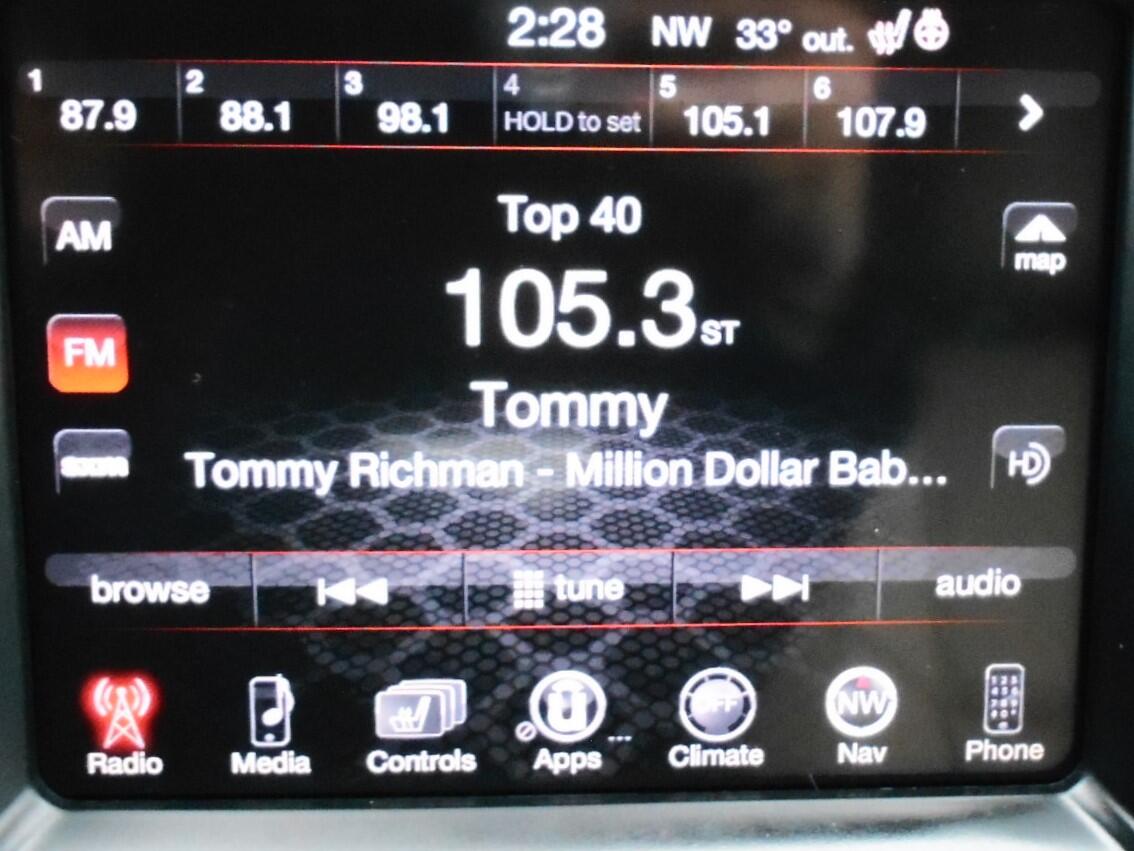 2:28 NW 33° out.
1 2 3 4 5 6
87.9 88.1 98.1 HOLD to set 105.1 107.9
Top 40
AM
map
105.3 ST
FM
Tommy
Tommy Richman - Million Dollar Bab...
HD
browse tune audio
OFF NW
Radio Media Controls Apps ... Climate Nav Phone